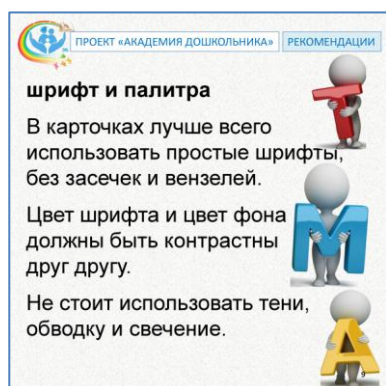 ПРОЕКТ «АКАДЕМИЯ ДОШКОЛЬНИКА» РЕКОМЕНДАЦИИ
шрифт и палитра
В карточках лучше всего
использовать простые шрифты,
без засечек и вензелей.
Цвет шрифта и цвет фона
должны быть контрастны
друг другу.
Не стоит использовать тени,
обводку и свечение.
Т
М
А
9